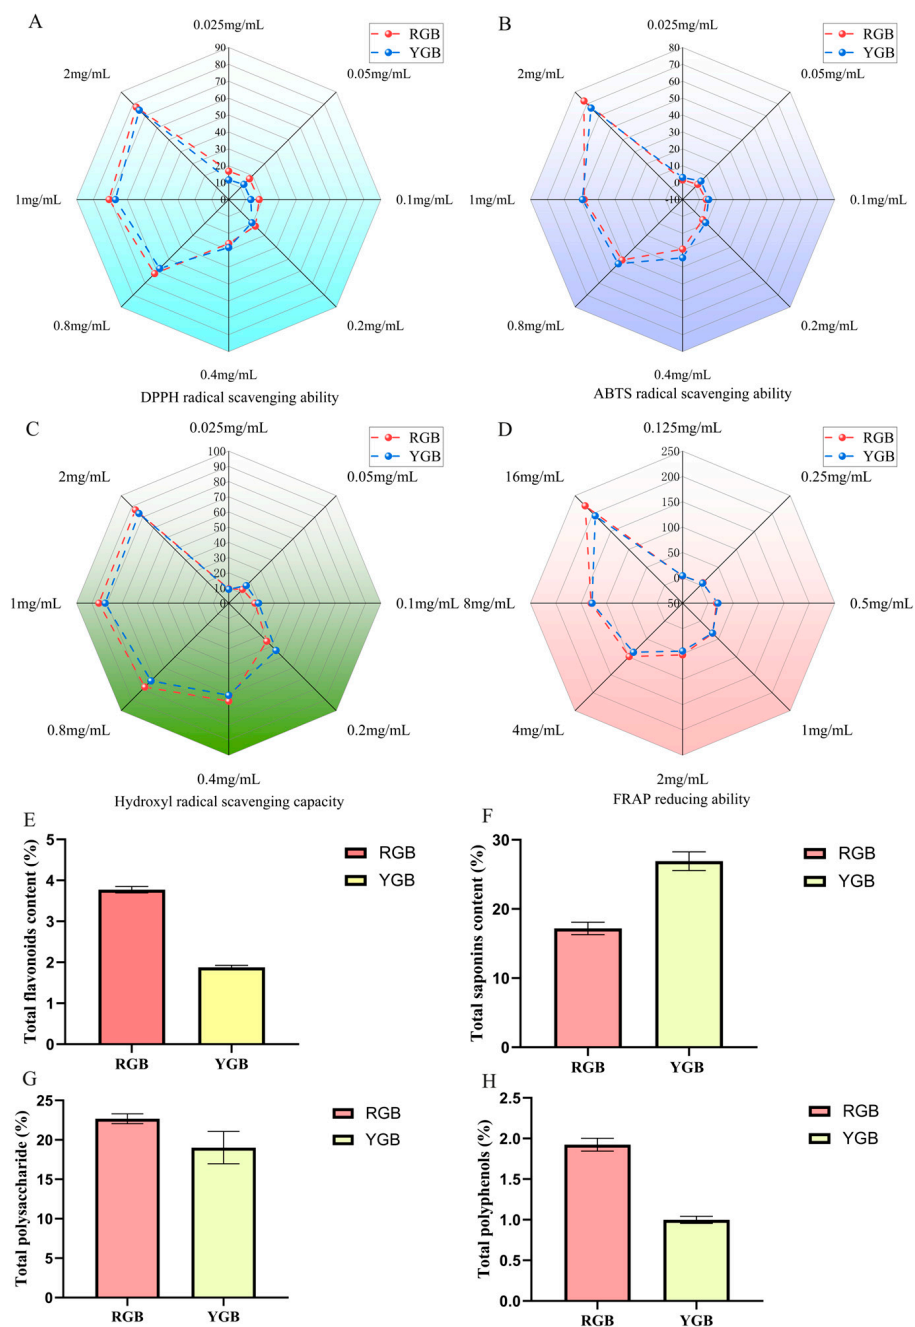 A
0.025mg/mL
RGB
YGB
2mg/mL
0.05mg/mL
90
80
70
60
50
40
30
20
10
0
1mg/mL
0.1mg/mL
0.8mg/mL
0.2mg/mL
0.4mg/mL
DPPH radical scavenging ability
B
0.025mg/mL
RGB
YGB
2mg/mL
0.05mg/mL
80
70
60
50
40
30
20
10
0
-10
1mg/mL
0.1mg/mL
0.8mg/mL
0.2mg/mL
0.4mg/mL
ABTS radical scavenging ability
C
0.025mg/mL
RGB
YGB
2mg/mL
0.05mg/mL
100
90
80
70
60
50
40
30
20
10
0
1mg/mL
0.1mg/mL
0.8mg/mL
0.2mg/mL
0.4mg/mL
Hydroxyl radical scavenging capacity
D
0.125mg/mL
RGB
YGB
16mg/mL
0.25mg/mL
250
200
150
100
50
0
50
8mg/mL
0.5mg/mL
4mg/mL
1mg/mL
2mg/mL
FRAP reducing ability
E
Total flavonoids content (%)
5
4
3
2
1
0
RGB
YGB
RGB
YGB
F
Total saponins content (%)
30
20
10
0
RGB
YGB
RGB
YGB
G
Total polysaccharide (%)
25
20
15
10
5
0
RGB
YGB
RGB
YGB
H
Total polyphenols (%)
2.5
2.0
1.5
1.0
0.5
0.0
RGB
YGB
RGB
YGB